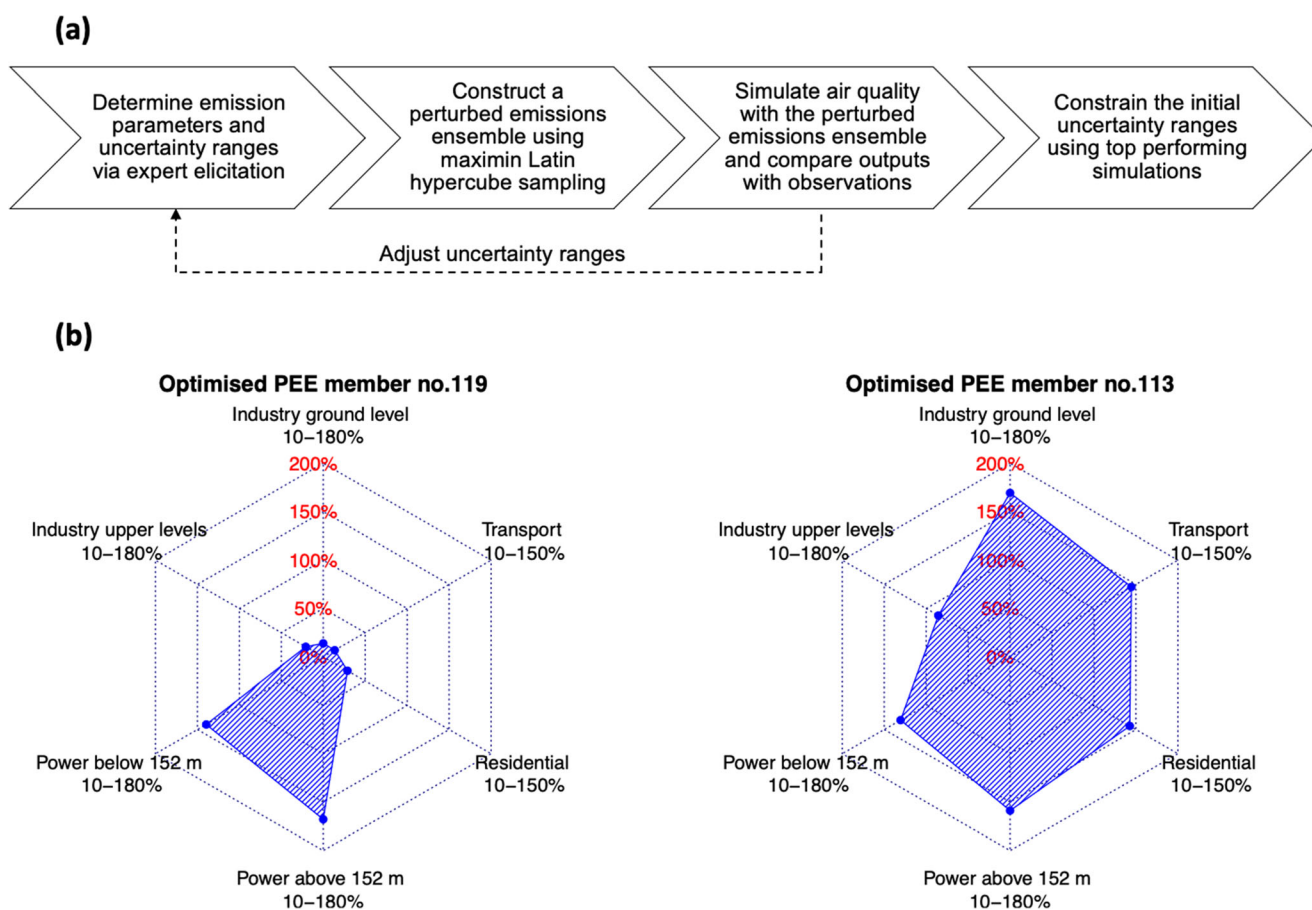 (a)
Determine emission
parameters and
uncertainty ranges
via expert elicitation
Construct a
perturbed emissions
ensemble using
maximin Latin
hypercube sampling
Simulate air quality
with the perturbed
emissions ensemble
and compare outputs
with observations
Constrain the initial
uncertainty ranges
using top performing
simulations
Adjust uncertainty ranges
(b)
Optimised PEE member no.119
Industry ground level
10−180%
200%
150%
100%
50%
0%
Industry upper levels
10−180%
Transport
10−150%
Power below 152 m
10−180%
Residential
10−150%
Power above 152 m
10−180%
Optimised PEE member no.113
Industry ground level
10−180%
200%
150%
100%
50%
0%
Industry upper levels
10−180%
Transport
10−150%
Power below 152 m
10−180%
Residential
10−150%
Power above 152 m
10−180%